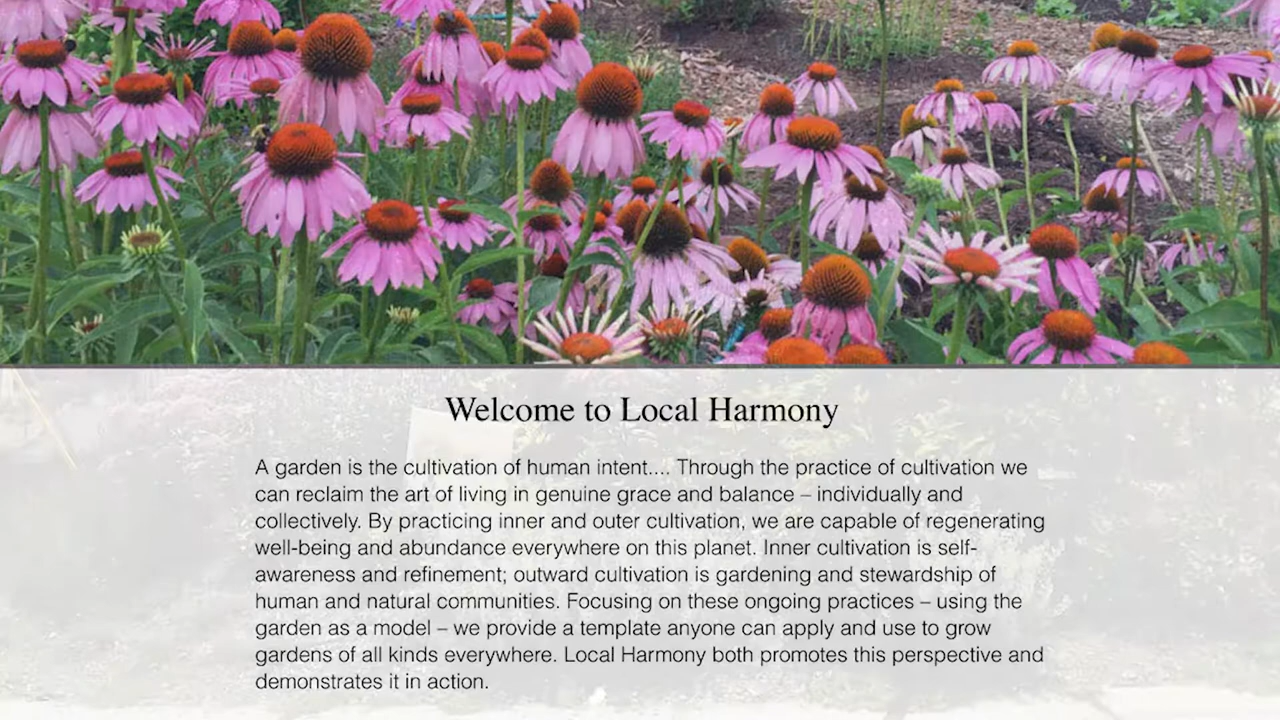 Welcome to Local Harmony
A garden is the cultivation of human intent.... Through the practice of cultivation we
can reclaim the art of living in genuine grace and balance – individually and
collectively. By practicing inner and outer cultivation, we are capable of regenerating
well-being and abundance everywhere on this planet. Inner cultivation is self-
awareness and refinement; outward cultivation is gardening and stewardship of
human and natural communities. Focusing on these ongoing practices – using the
garden as a model – we provide a template anyone can apply and use to grow
gardens of all kinds everywhere. Local Harmony both promotes this perspective and
demonstrates it in action.